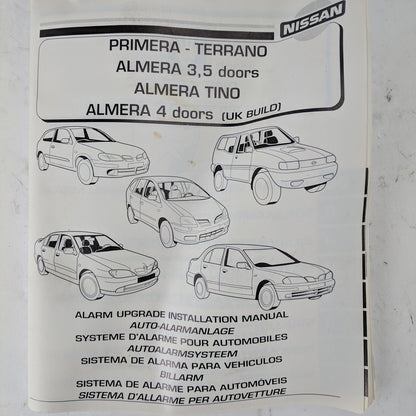 NISSAN
PRIMERA - TERRANO
ALMERA 3,5 doors
ALMERA TINO
ALMERA 4 doors (UK BUILD)
ALARM UPGRADE INSTALLATION MANUAL
AUTO-ALARMANLAGE
SYSTEME D'ALARME POUR AUTOMOBILES
AUTOALARMSYSTEEM
SISTEMA DE ALARMA PARA VEHICULOS
BILLARM
SISTEMA DE ALARME PARA AUTOMÓVEIS
SISTEMA D'ALLARME PER AUTOVETTURE